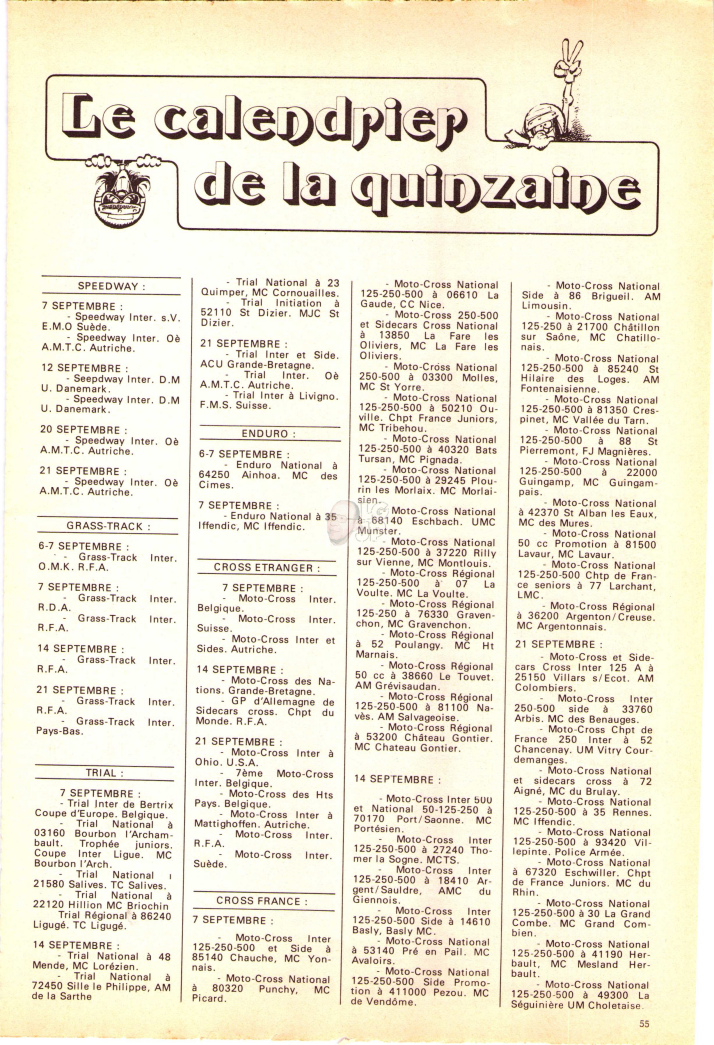 Le calendrier
de la quinzaine
SPEEDWAY :
7 SEPTEMBRE :
- Speedway Inter. s.V.
E.M.O Suède.
- Speedway Inter. Oè
A.M.T.C. Autriche.
12 SEPTEMBRE :
- Seepdway Inter. D.M
U. Danemark.
- Speedway Inter. D.M
U. Danemark.
20 SEPTEMBRE :
- Speedway Inter. Oè
A.M.T.C. Autriche.
21 SEPTEMBRE :
- Speedway Inter. Oè
A.M.T.C. Autriche.
GRASS-TRACK :
6-7 SEPTEMBRE :
- Grass-Track Inter.
O.M.K. R.F.A.
7 SEPTEMBRE :
- Grass-Track Inter.
R.D.A.
- Grass-Track Inter.
R.F.A.
14 SEPTEMBRE :
- Grass-Track Inter.
R.F.A.
21 SEPTEMBRE :
- Grass-Track Inter.
R.F.A.
- Grass-Track Inter.
Pays-Bas.
TRIAL :
7 SEPTEMBRE :
- Trial Inter de Bertrix
Coupe d'Europe. Belgique.
- Trial National à
03160 Bourbon l'Archam-
bault. Trophée juniors.
Coupe Inter Ligue. MC
Bourbon l'Arch.
- Trial National
21580 Salives. TC Salives.
- Trial National à
22120 Hillion MC Briochin
Trial Régional à 86240
Ligugé. TC Ligugé.
14 SEPTEMBRE :
- Trial National à 48
Mende, MC Lorézien.
- Trial National à
72450 Sille le Philippe, AM
de la Sarthe
- Trial National à 23
Quimper, MC Cornouailles.
- Trial Initiation à
52110 St Dizier. MJC St
Dizier.
21 SEPTEMBRE :
- Trial Inter et Side.
ACU Grande-Bretagne.
- Trial Inter. Oè
A.M.T.C. Autriche.
- Trial Inter à Livigno.
F.M.S. Suisse.
ENDURO :
6-7 SEPTEMBRE :
- Enduro National à
64250 Ainhoa. MC des
Cimes.
7 SEPTEMBRE :
- Enduro National à 35
Iffendic, MC Iffendic.
CROSS ETRANGER :
7 SEPTEMBRE :
- Moto-Cross Inter.
Belgique.
- Moto-Cross Inter.
Suisse.
- Moto-Cross Inter et
Sides. Autriche.
14 SEPTEMBRE :
- Moto-Cross des Na-
tions. Grande-Bretagne.
- GP d'Allemagne de
Sidecars cross. Chpt du
Monde. R.F.A.
21 SEPTEMBRE :
- Moto-Cross Inter à
Ohio. U.S.A.
- 7ème Moto-Cross
Inter. Belgique.
- Moto-Cross des Hts
Pays. Belgique.
- Moto-Cross Inter à
Mattighoffen. Autriche.
- Moto-Cross Inter.
R.F.A.
- Moto-Cross Inter.
Suède.
CROSS FRANCE :
7 SEPTEMBRE :
- Moto-Cross Inter
125-250-500 et Side à
85140 Chauche, MC Yon-
nais.
- Moto-Cross National
à 80320 Punchy, MC
Picard.
- Moto-Cross National
125-250-500 à 06610 La
Gaude, CC Nice.
- Moto-Cross 250-500
et Sidecars Cross National
à 13850 La Fare les
Oliviers, MC La Fare les
Oliviers.
- Moto-Cross National
250-500 à 03300 Molles,
MC St Yorre.
- Moto-Cross National
125-250-500 à 50210 Ou-
ville. Chpt France Juniors,
MC Tribehou.
- Moto-Cross National
125-250-500 à 40320 Bats
Tursan, MC Pignada.
- Moto-Cross National
125-250-500 à 29245 Plou-
rin les Morlaix. MC Morlai-
sien.
- Moto-Cross National
à 68140 Eschbach. UMC
Munster.
- Moto-Cross National
125-250-500 à 37220 Rilly
sur Vienne, MC Montlouis.
- Moto-Cross Régional
125-250-500 à 07 La
Voulte. MC La Voulte.
- Moto-Cross Régional
125-250 à 76330 Graven-
chon, MC Gravenchon.
- Moto-Cross Régional
à 52 Poulangy. MC Ht
Marnais.
- Moto-Cross Régional
50 cc à 38660 Le Touvet.
AM Grévisaudan.
- Moto-Cross Régional
125-250-500 à 81100 Na-
vès. AM Salvageoise.
- Moto-Cross Régional
à 53200 Château Gontier.
MC Chateau Gontier.
14 SEPTEMBRE :
- Moto-Cross Inter 500
et National 50-125-250 à
70170 Port/Saonne. MC
Portésien.
- Moto-Cross Inter
125-250-500 à 27240 Tho-
mer la Sogne. MCTS.
- Moto-Cross Inter
125-250-500 à 18410 Ar-
gent/Sauldre, AMC du
Giennois.
- Moto-Cross Inter
125-250-500 Side à 14610
Basly, Basly MC.
- Moto-Cross National
à 53140 Pré en Pail. MC
Avaloirs.
- Moto-Cross National
125-250-500 Side Promo-
tion à 411000 Pezou. MC
de Vendôme.
- Moto-Cross National
Side à 86 Brigueil. AM
Limousin.
- Moto-Cross National
125-250 à 21700 Châtillon
sur Saône, MC Chatillo-
nais.
- Moto-Cross National
125-250-500 à 85240 St
Hilaire des Loges. AM
Fontenaisienne.
- Moto-Cross National
125-250-500 à 81350 Cres-
pinet, MC Vallée du Tarn.
- Moto-Cross National
125-250-500 à 88 St
Pierremont, FJ Magnières.
- Moto-Cross National
125-250-500 à 22000
Guingamp, MC Guingam-
pais.
- Moto-Cross National
à 42370 St Alban les Eaux,
MC des Mures.
- Moto-Cross National
50 cc Promotion à 81500
Lavaur, MC Lavaur.
- Moto-Cross National
125-250-500 Chtp de Fran-
ce seniors à 77 Larchant,
LMC.
- Moto-Cross Régional
à 36200 Argenton/Creuse.
MC Argentonnais.
21 SEPTEMBRE :
- Moto-Cross et Side-
cars Cross Inter 125 A à
25150 Villars s/Ecot. AM
Colombiers.
- Moto-Cross Inter
250-500 side à 33760
Arbis. MC des Benauges.
- Moto-Cross Chpt de
France 250 Inter à 52
Chancenay. UM Vitry Cour-
demanges.
- Moto-Cross National
et sidecars cross à 72
Aigné, MC du Brulay.
- Moto-Cross National
125-250-500 à 35 Rennes.
MC Iffendic.
- Moto-Cross National
125-250-500 à 93420 Vil-
lepinte. Police Armée.
- Moto-Cross National
à 67320 Eschwiller. Chpt
de France Juniors. MC du
Rhin.
- Moto-Cross National
125-250-500 à 30 La Grand
Combe. MC Grand Com-
bien.
- Moto-Cross National
125-250-500 à 41190 Her-
bault, MC Mesland Her-
bault.
- Moto-Cross National
125-250-500 à 49300 La
Séguinière UM Choletaise.
55